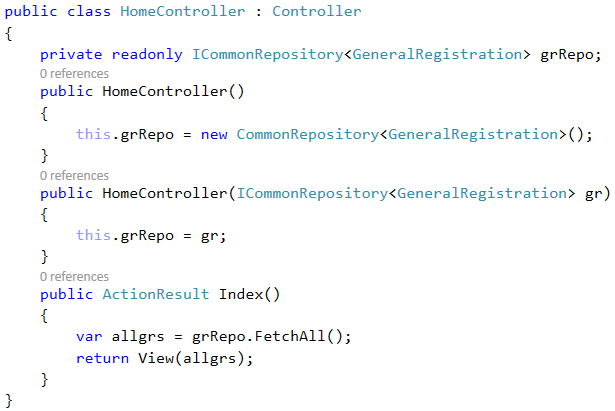 public class HomeController : Controller
{
    private readonly ICommonRepository<GeneralRegistration> grRepo;
    0 references
    public HomeController()
    {
        this.grRepo = new CommonRepository<GeneralRegistration>();
    }
    0 references
    public HomeController(ICommonRepository<GeneralRegistration> gr)
    {
        this.grRepo = gr;
    }
    0 references
    public ActionResult Index()
    {
        var allgrs = grRepo.FetchAll();
        return View(allgrs);
    }
}